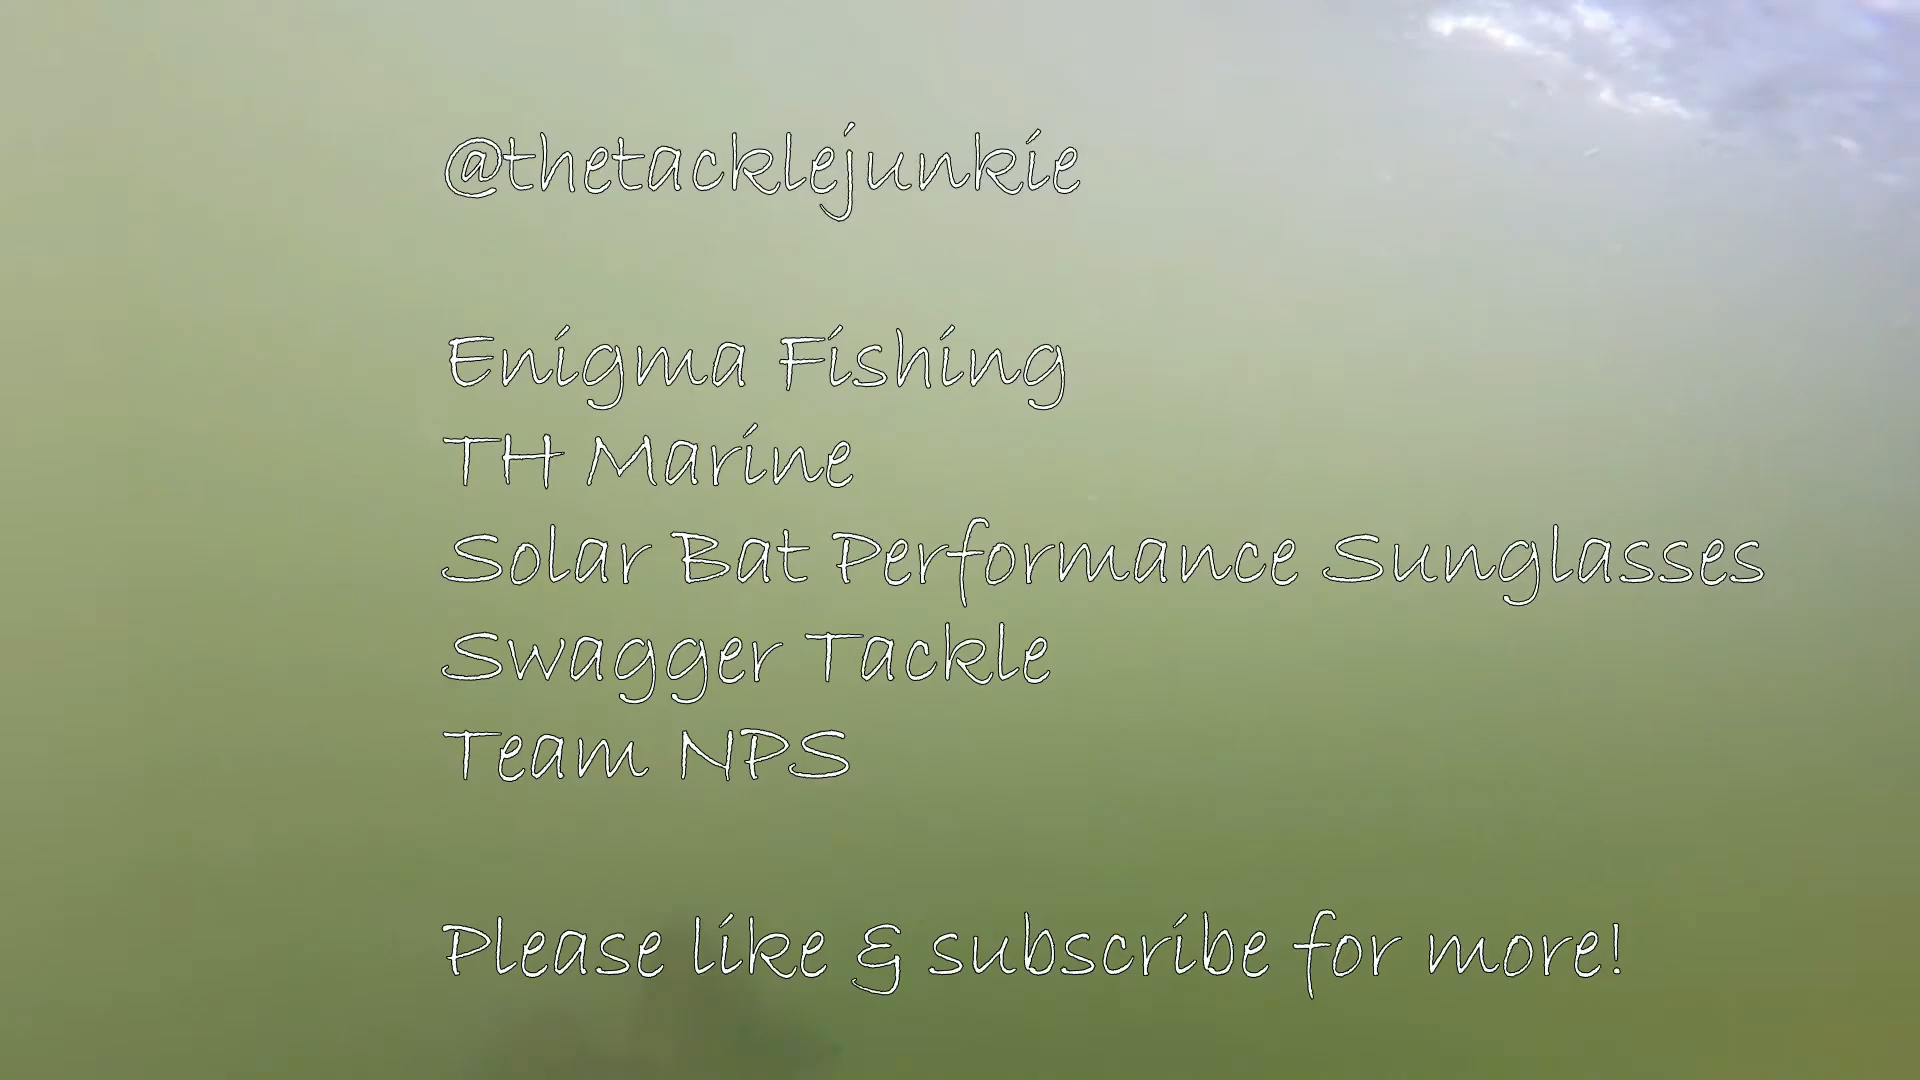 @thetacklejunkie
Enigma Fishing
TH Marine
Solar Bat Performance Sunglasses
Swagger Tackle
Team NPS
Please like & subscribe for more!